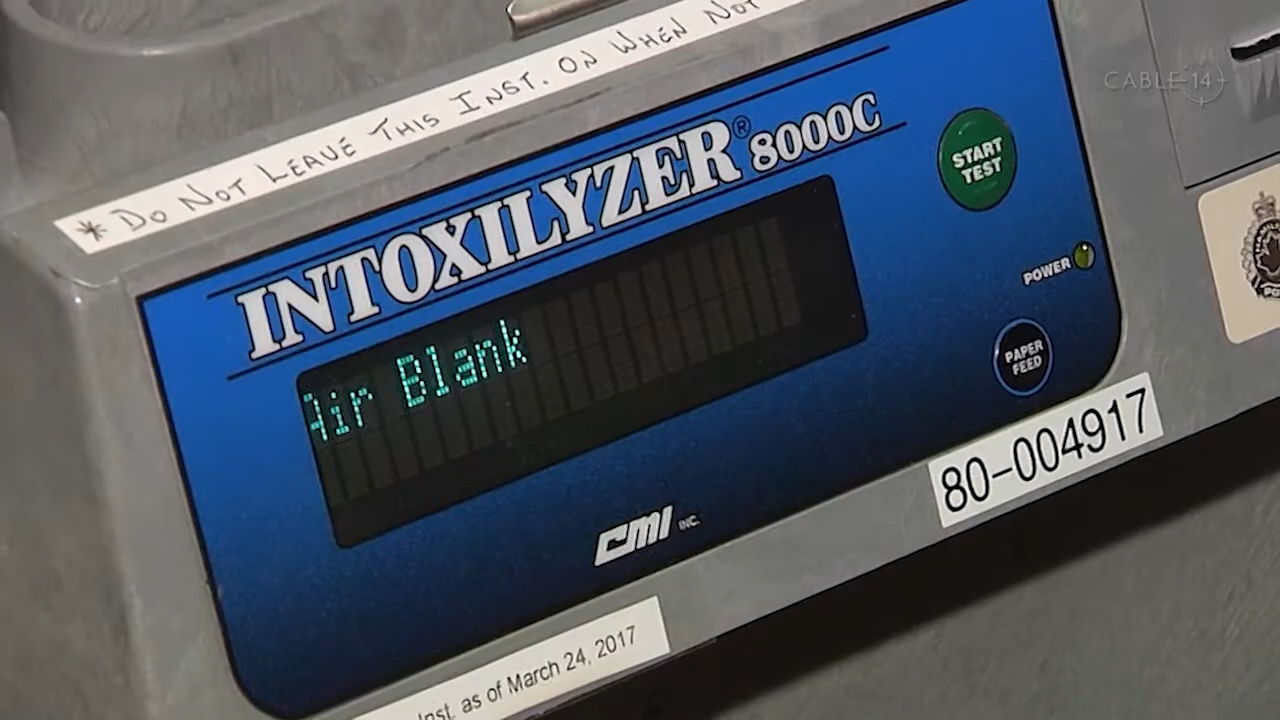 * DO NOT LEAVE THIS INST. ON WHEN NOT
CABLE 14
INTOXILYZER® 8000C
START
TEST
Air Blank
POWER
PAPER
FEED
80-004917
CMI INC.
Inst. as of March 24, 2017